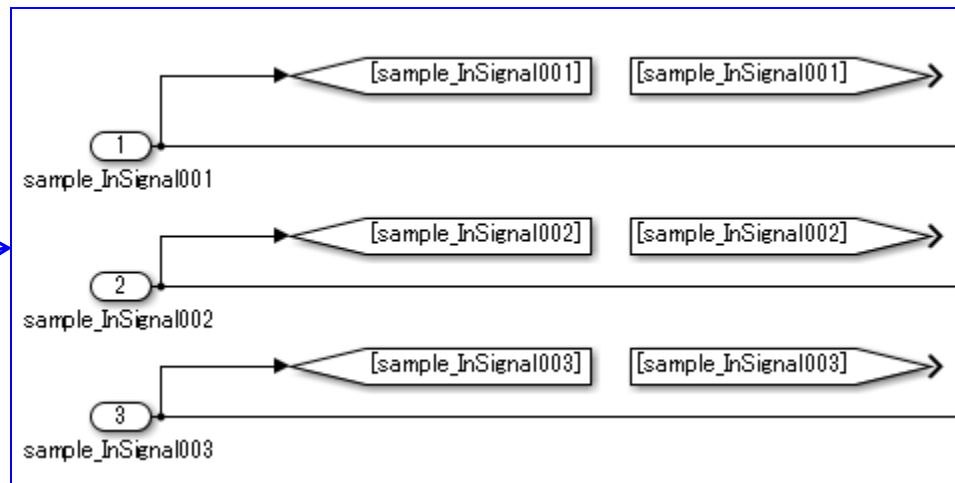 [sample_InSignal001] [sample_InSignal001]
1
sample_InSignal001
[sample_InSignal002] [sample_InSignal002]
2
sample_InSignal002
[sample_InSignal003] [sample_InSignal003]
3
sample_InSignal003